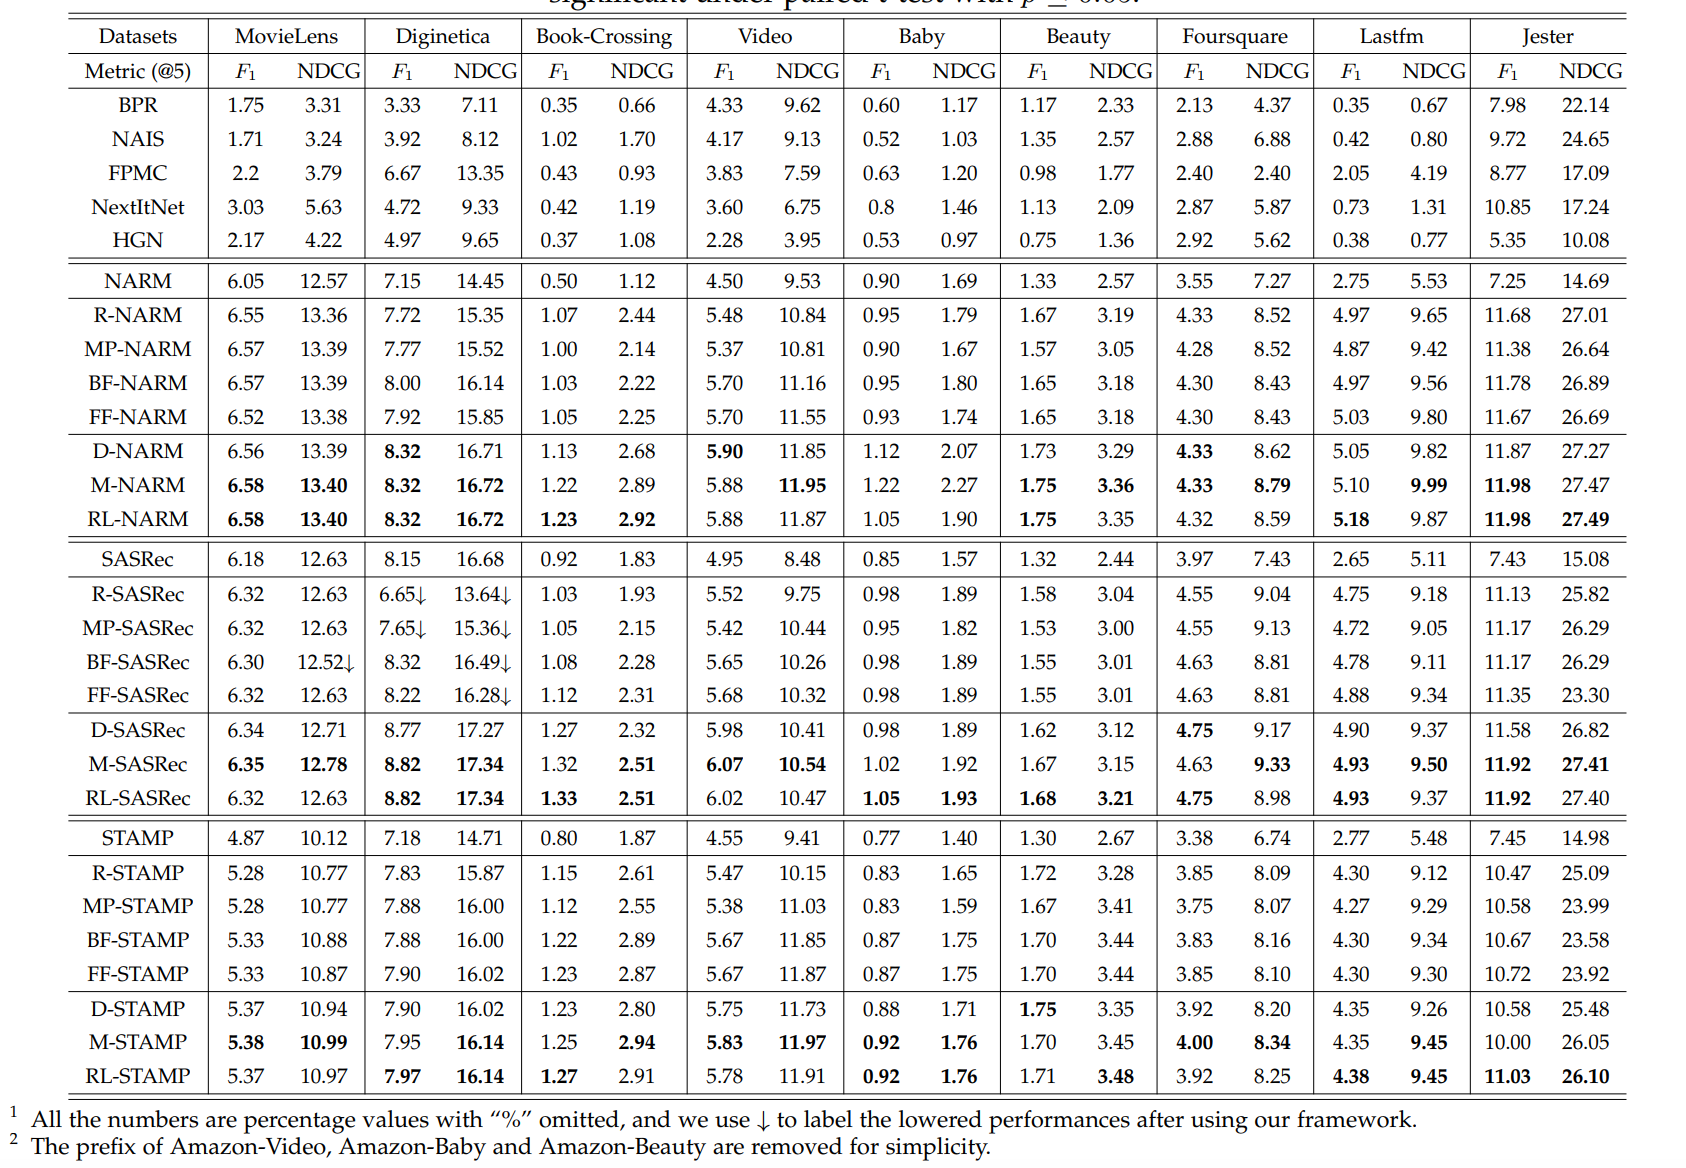 significant under paired t-test with p ≤ 0.05.
Datasets MovieLens Diginetica Book-Crossing Video Baby Beauty Foursquare Lastfm Jester
Metric (@5) F1 NDCG F1 NDCG F1 NDCG F1 NDCG F1 NDCG F1 NDCG F1 NDCG F1 NDCG F1 NDCG
BPR 1.75 3.31 3.33 7.11 0.35 0.66 4.33 9.62 0.60 1.17 1.17 2.33 2.13 4.37 0.35 0.67 7.98 22.14
NAIS 1.71 3.24 3.92 8.12 1.02 1.70 4.17 9.13 0.52 1.03 1.35 2.57 2.88 6.88 0.42 0.80 9.72 24.65
FPMC 2.2 3.79 6.67 13.35 0.43 0.93 3.83 7.59 0.63 1.20 0.98 1.77 2.40 2.40 2.05 4.19 8.77 17.09
NextItNet 3.03 5.63 4.72 9.33 0.42 1.19 3.60 6.75 0.8 1.46 1.13 2.09 2.87 5.87 0.73 1.31 10.85 17.24
HGN 2.17 4.22 4.97 9.65 0.37 1.08 2.28 3.95 0.53 0.97 0.75 1.36 2.92 5.62 0.38 0.77 5.35 10.08
NARM 6.05 12.57 7.15 14.45 0.50 1.12 4.50 9.53 0.90 1.69 1.33 2.57 3.55 7.27 2.75 5.53 7.25 14.69
R-NARM 6.55 13.36 7.72 15.35 1.07 2.44 5.48 10.84 0.95 1.79 1.67 3.19 4.33 8.52 4.97 9.65 11.68 27.01
MP-NARM 6.57 13.39 7.77 15.52 1.00 2.14 5.37 10.81 0.90 1.67 1.57 3.05 4.28 8.52 4.87 9.42 11.38 26.64
BF-NARM 6.57 13.39 8.00 16.14 1.03 2.22 5.70 11.16 0.95 1.80 1.65 3.18 4.30 8.43 4.97 9.56 11.78 26.89
FF-NARM 6.52 13.38 7.92 15.85 1.05 2.25 5.70 11.55 0.93 1.74 1.65 3.18 4.30 8.43 5.03 9.80 11.67 26.69
D-NARM 6.56 13.39 8.32 16.71 1.13 2.68 5.90 11.85 1.12 2.07 1.73 3.29 4.33 8.62 5.05 9.82 11.87 27.27
M-NARM 6.58 13.40 8.32 16.72 1.22 2.89 5.88 11.95 1.22 2.27 1.75 3.36 4.33 8.79 5.10 9.99 11.98 27.47
RL-NARM 6.58 13.40 8.32 16.72 1.23 2.92 5.88 11.87 1.05 1.90 1.75 3.35 4.32 8.59 5.18 9.87 11.98 27.49
SASRec 6.18 12.63 8.15 16.68 0.92 1.83 4.95 8.48 0.85 1.57 1.32 2.44 3.97 7.43 2.65 5.11 7.43 15.08
R-SASRec 6.32 12.63 6.65↓ 13.64↓ 1.03 1.93 5.52 9.75 0.98 1.89 1.58 3.04 4.55 9.04 4.75 9.18 11.13 25.82
MP-SASRec 6.32 12.63 7.65↓ 15.36↓ 1.05 2.15 5.42 10.44 0.95 1.82 1.53 3.00 4.55 9.13 4.72 9.05 11.17 26.29
BF-SASRec 6.30 12.52↓ 8.32 16.49↓ 1.08 2.28 5.65 10.26 0.98 1.89 1.55 3.01 4.63 8.81 4.78 9.11 11.17 26.29
FF-SASRec 6.32 12.63 8.22 16.28↓ 1.12 2.31 5.68 10.32 0.98 1.89 1.55 3.01 4.63 8.81 4.88 9.34 11.35 23.30
D-SASRec 6.34 12.71 8.77 17.27 1.27 2.32 5.98 10.41 0.98 1.89 1.62 3.12 4.75 9.17 4.90 9.37 11.58 26.82
M-SASRec 6.35 12.78 8.82 17.34 1.32 2.51 6.07 10.54 1.02 1.92 1.67 3.15 4.63 9.33 4.93 9.50 11.92 27.41
RL-SASRec 6.32 12.63 8.82 17.34 1.33 2.51 6.02 10.47 1.05 1.93 1.68 3.21 4.75 8.98 4.93 9.37 11.92 27.40
STAMP 4.87 10.12 7.18 14.71 0.80 1.87 4.55 9.41 0.77 1.40 1.30 2.67 3.38 6.74 2.77 5.48 7.45 14.98
R-STAMP 5.28 10.77 7.83 15.87 1.15 2.61 5.47 10.15 0.83 1.65 1.72 3.28 3.85 8.09 4.30 9.12 10.47 25.09
MP-STAMP 5.28 10.77 7.88 16.00 1.12 2.55 5.38 11.03 0.83 1.59 1.67 3.41 3.75 8.07 4.27 9.29 10.58 23.99
BF-STAMP 5.33 10.88 7.88 16.00 1.22 2.89 5.67 11.85 0.87 1.75 1.70 3.44 3.83 8.16 4.30 9.34 10.67 23.58
FF-STAMP 5.33 10.87 7.90 16.02 1.23 2.87 5.67 11.87 0.87 1.75 1.70 3.44 3.85 8.10 4.30 9.30 10.72 23.92
D-STAMP 5.37 10.94 7.90 16.02 1.23 2.80 5.75 11.73 0.88 1.71 1.75 3.35 3.92 8.20 4.35 9.26 10.58 25.48
M-STAMP 5.38 10.99 7.95 16.14 1.25 2.94 5.83 11.97 0.92 1.76 1.70 3.45 4.00 8.34 4.35 9.45 10.00 26.05
RL-STAMP 5.37 10.97 7.97 16.14 1.27 2.91 5.78 11.91 0.92 1.76 1.71 3.48 3.92 8.25 4.38 9.45 11.03 26.10
1 All the numbers are percentage values with “%” omitted, and we use ↓ to label the lowered performances after using our framework.
2 The prefix of Amazon-Video, Amazon-Baby and Amazon-Beauty are removed for simplicity.